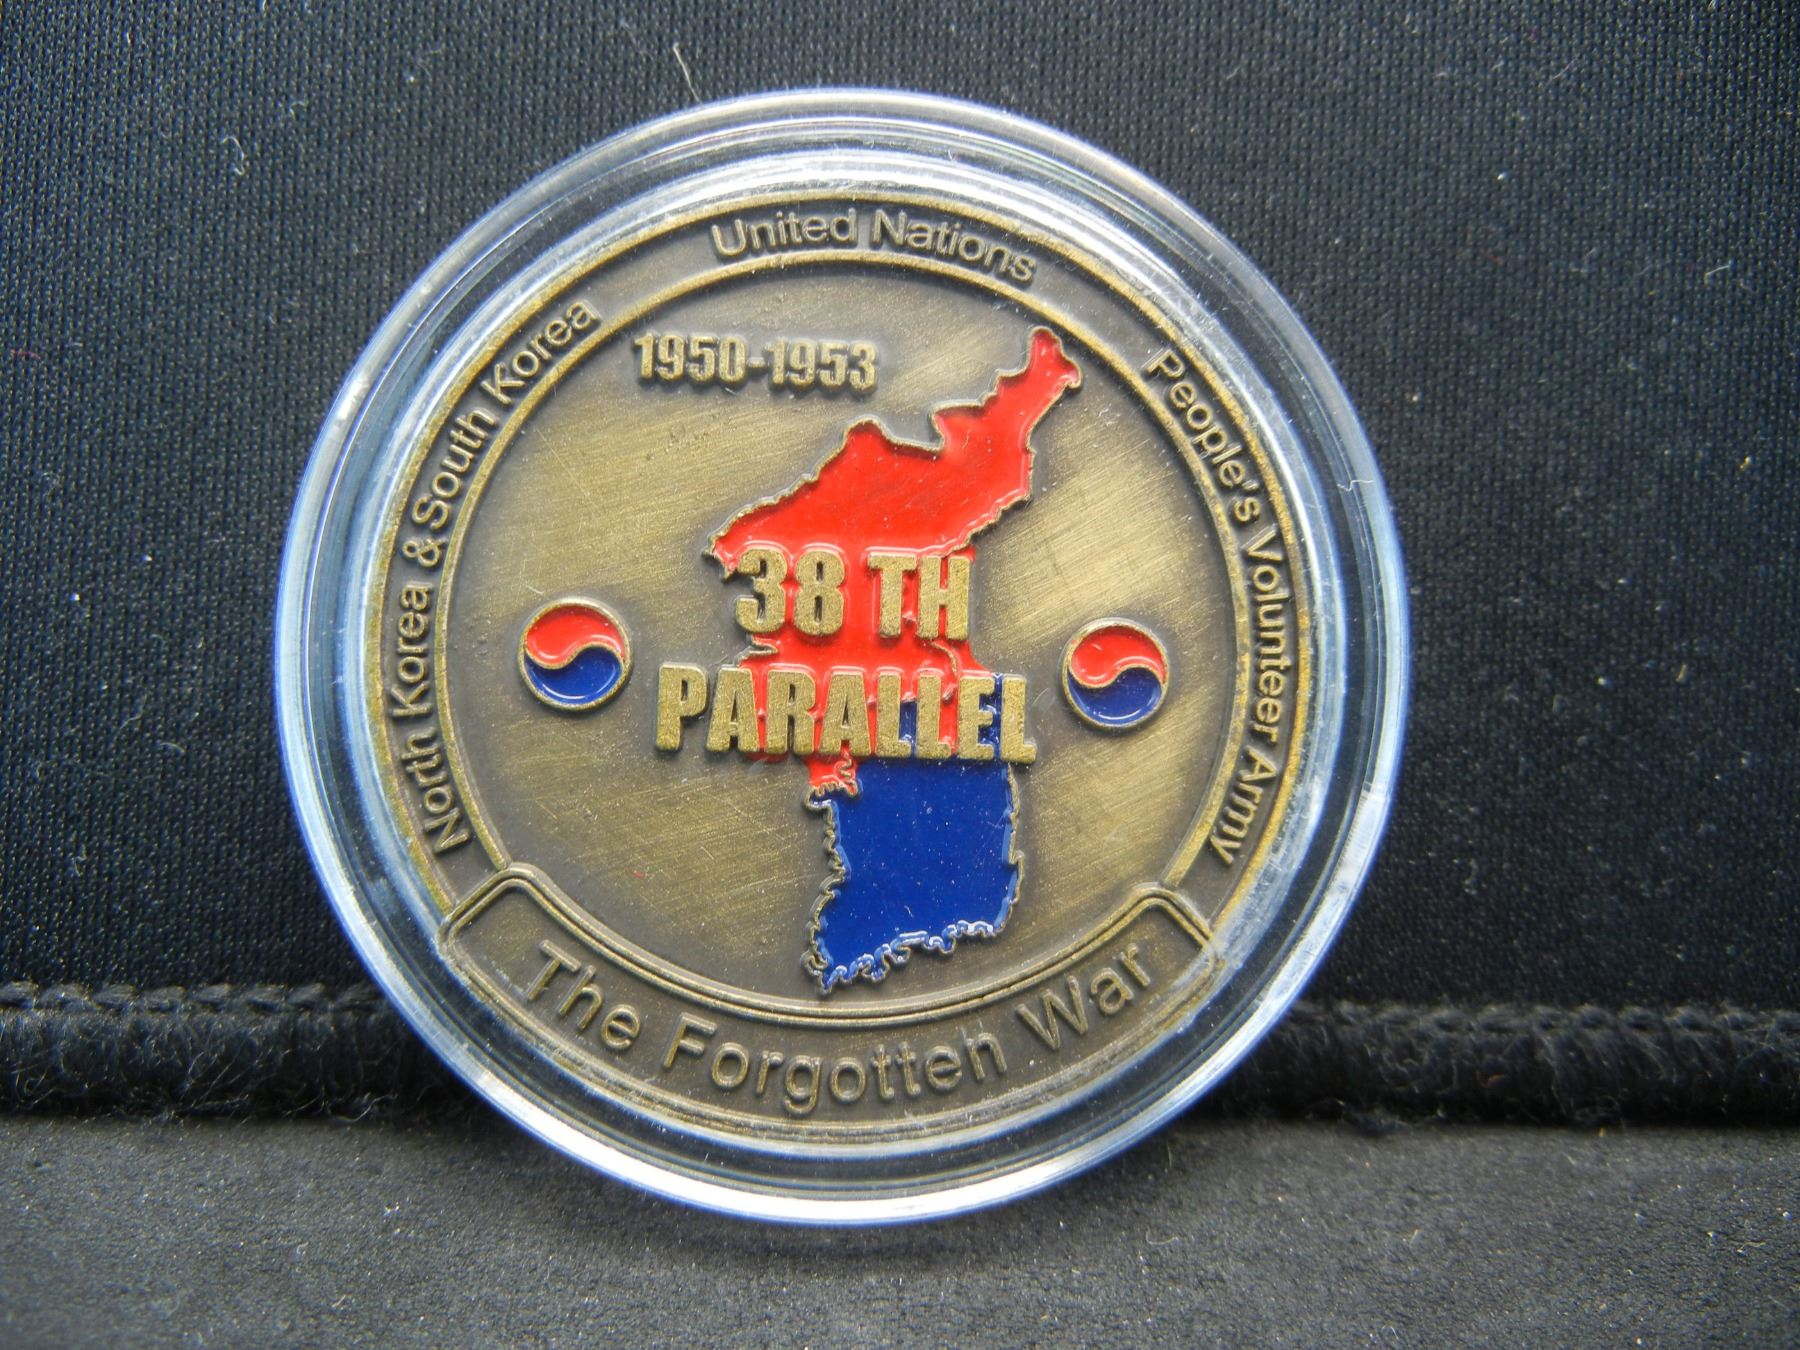 North Korea & South Korea
United Nations
People's Volunteer Army
1950-1953
38 TH
PARALLEL
The Forgotten War